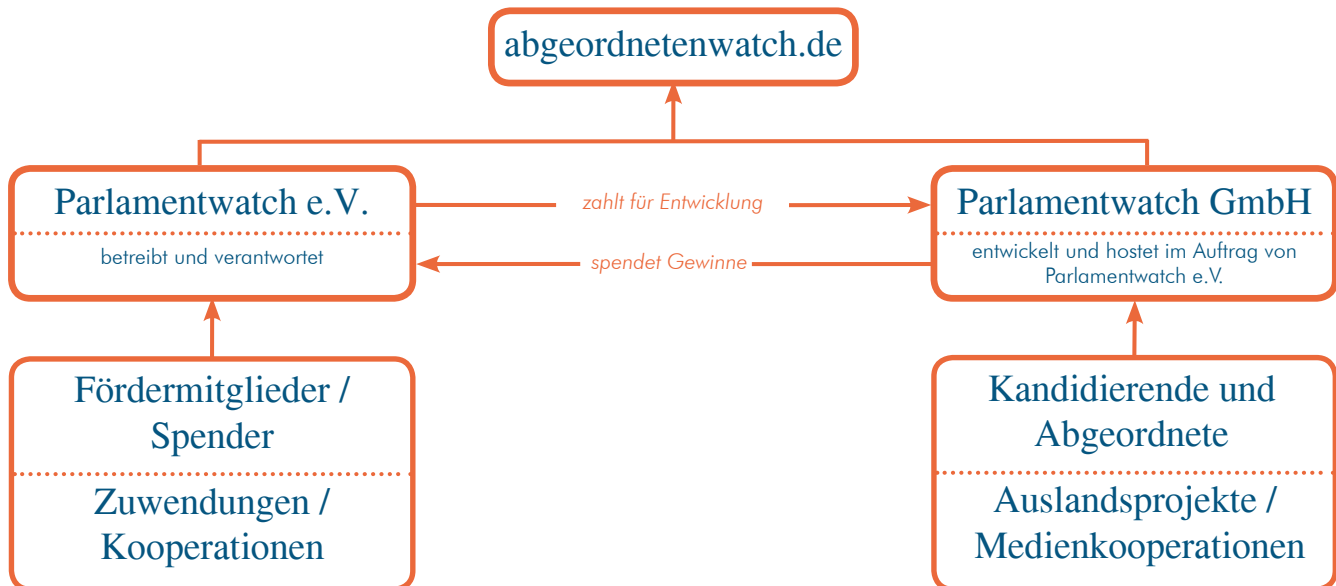 abgeordnetenwatch.de
Parlamentwatch e.V.
betreibt und verantwortet
zahlt für Entwicklung
spendet Gewinne
Parlamentwatch GmbH
entwickelt und hostet im Auftrag von
Parlamentwatch e.V.
Fördermitglieder /
Spender
Zuwendungen /
Kooperationen
Kandidierende und
Abgeordnete
Auslandsprojekte /
Medienkooperationen